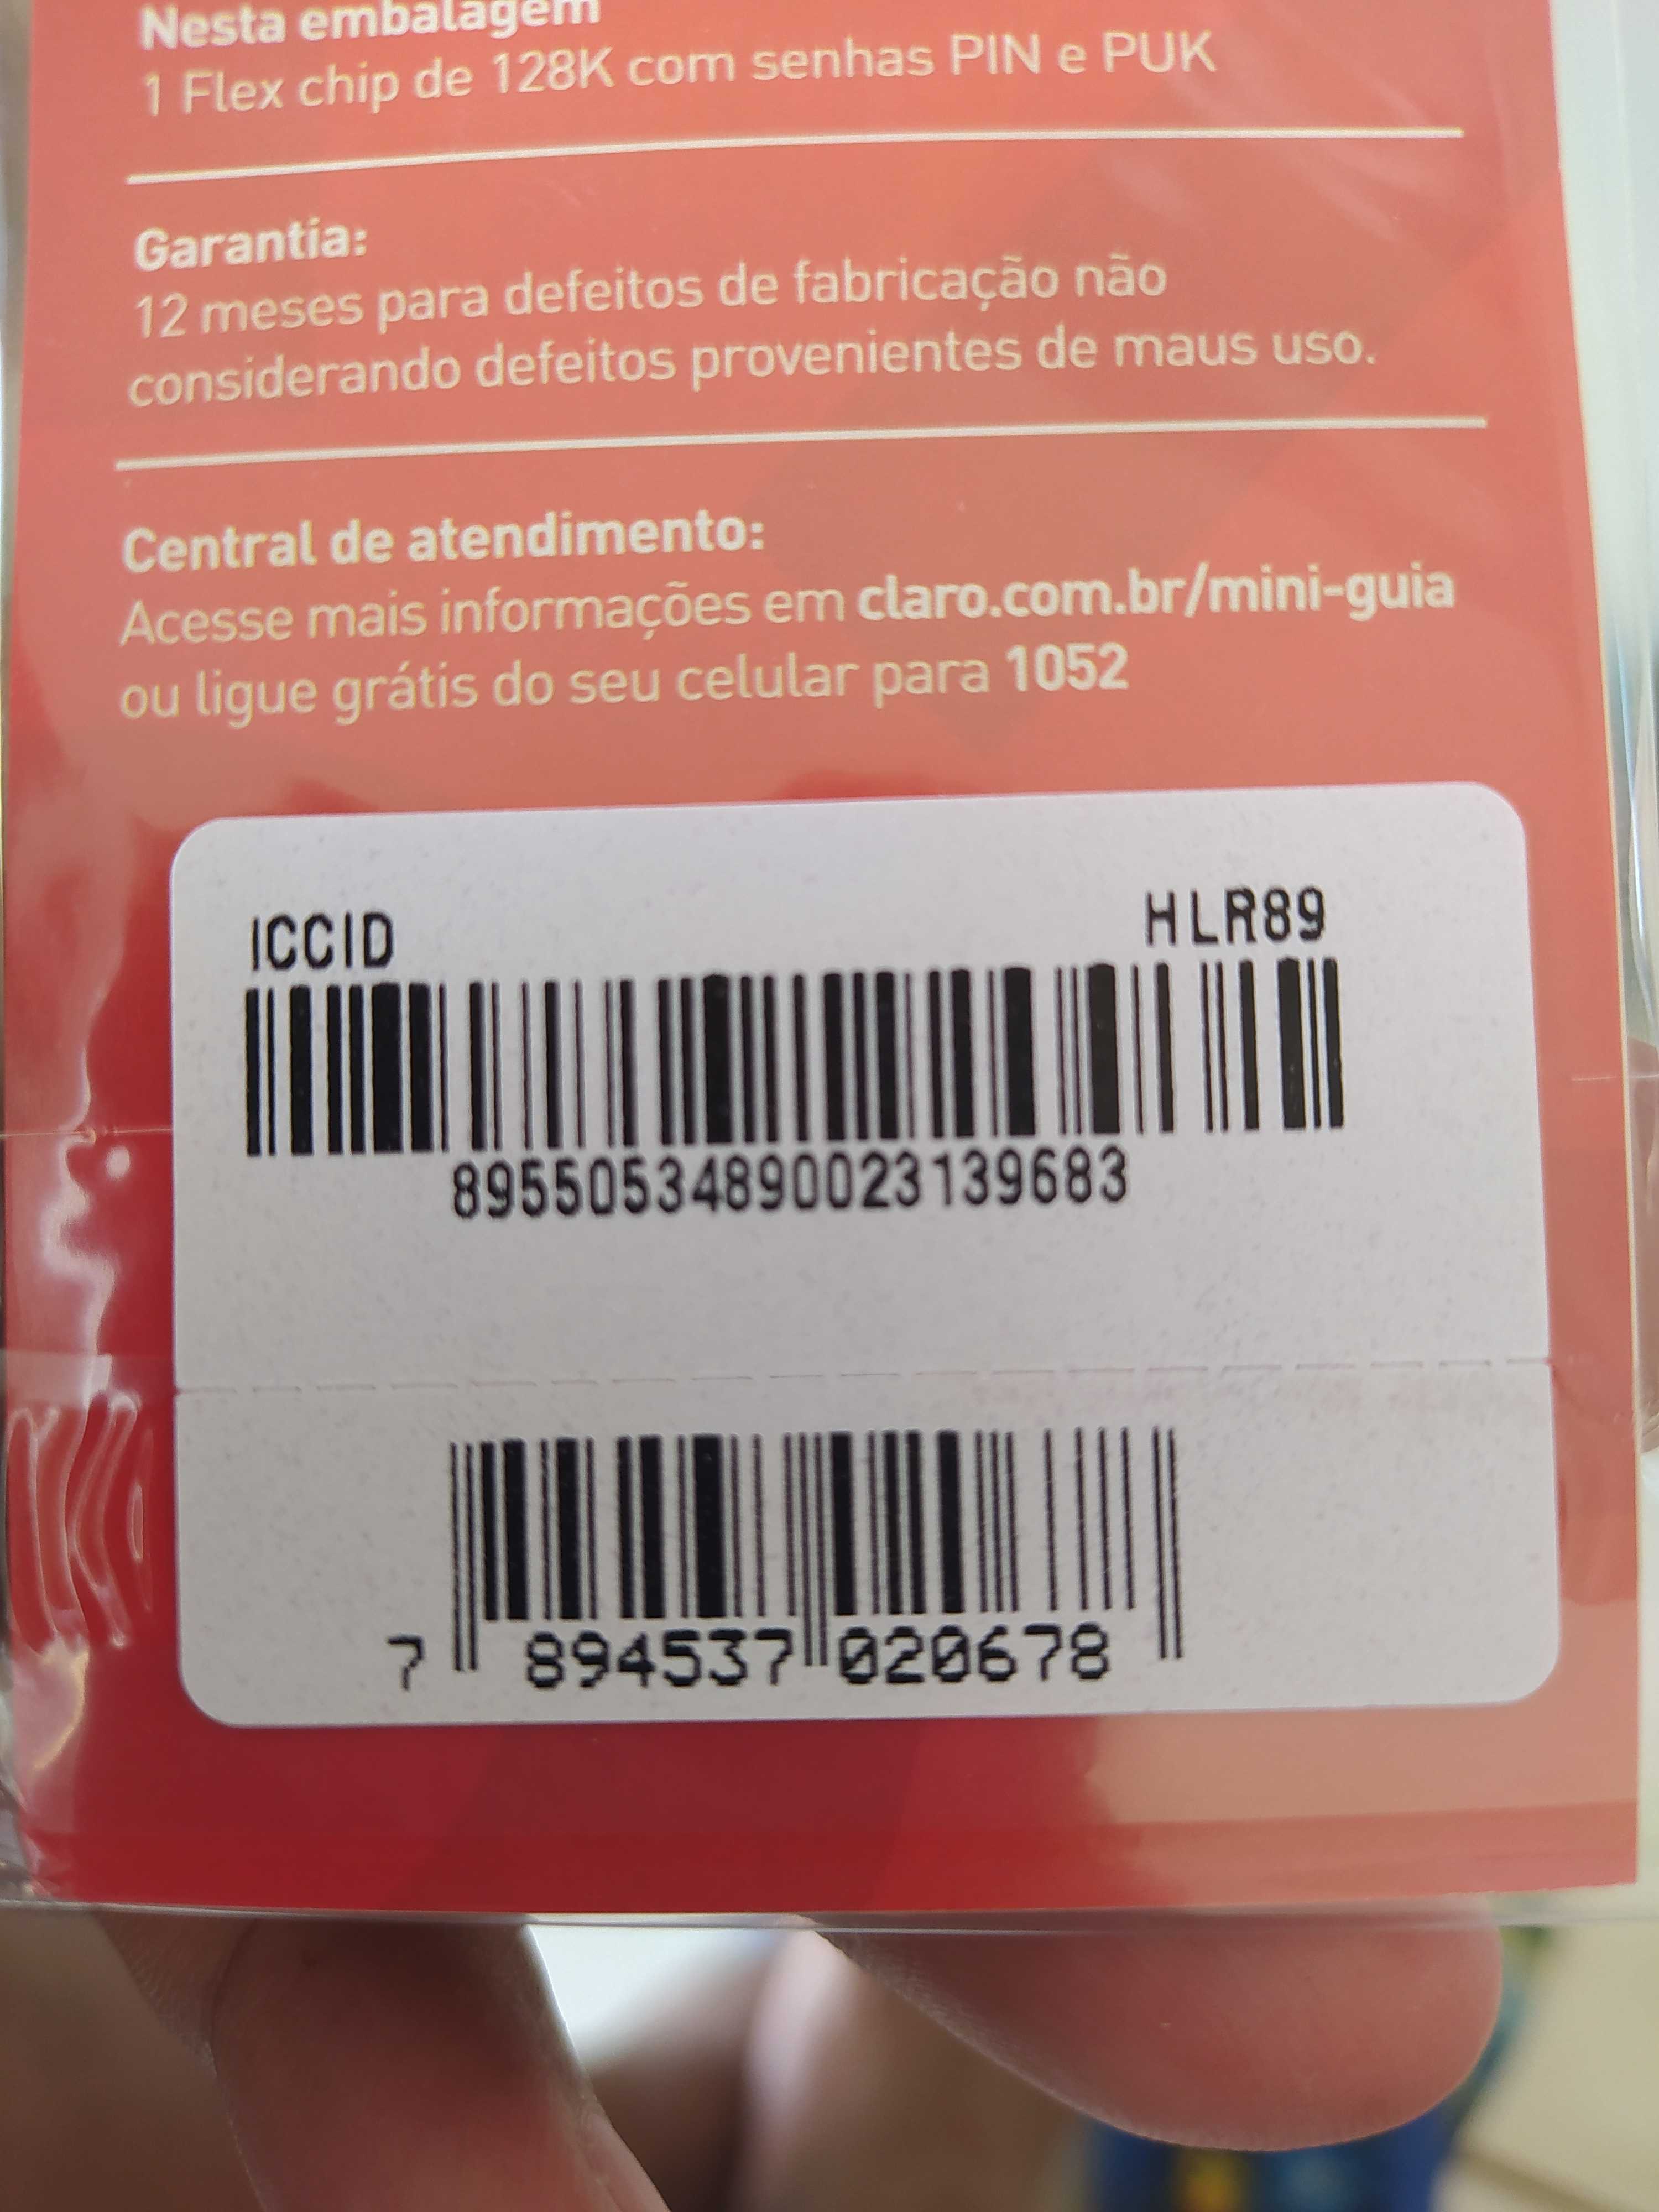 Nesta embalagem
1 Flex chip de 128K com senhas PIN e PUK
Garantia:
12 meses para defeitos de fabricação não
considerando defeitos provenientes de maus uso.
Central de atendimento:
Acesse mais informações em claro.com.br/mini-guia
ou ligue grátis do seu celular para 1052
ICCID HLR89
89550534890023139683
7 894537 020678